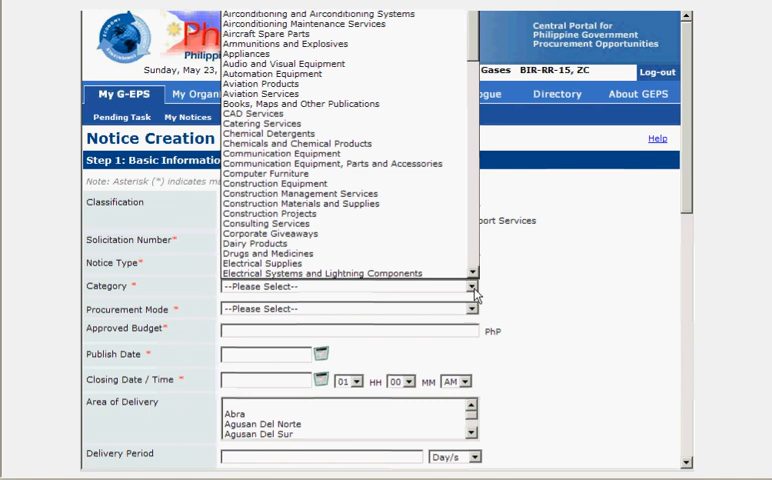 Airconditioning and Airconditioning Systems
Airconditioning Maintenance Services
Aircraft Spare Parts
Ammunitions and Explosives
Appliances
Audio and Visual Equipment
Automation Equipment
Aviation Products
Aviation Services
Books, Maps and Other Publications
CAD Services
Catering Services
Chemical Detergents
Chemicals and Chemical Products
Communication Equipment
Communication Equipment, Parts and Accessories
Computer Furniture
Construction Equipment
Construction Management Services
Construction Materials and Supplies
Construction Projects
Consulting Services
Corporate Giveaways
Dairy Products
Drugs and Medicines
Electrical Supplies
Electrical Systems and Lightning Components
Ph
Philippi
Central Portal for
Philippine Government
Procurement Opportunities
Sunday, May 23,
Gases BIR-RR-15, ZC
Log-out
My G-EPS My Organ
ogue Directory About GEPS
Pending Task My Notices
Notice Creation
Help
Step 1: Basic Informatio
Note: Asterisk (*) indicates m
Classification
port Services
Solicitation Number*
Notice Type*
Category * --Please Select--
Procurement Mode * --Please Select--
Approved Budget* PhP
Publish Date *
Closing Date / Time * 01 HH 00 MM AM
Area of Delivery
Abra
Agusan Del Norte
Agusan Del Sur
Delivery Period Day/s